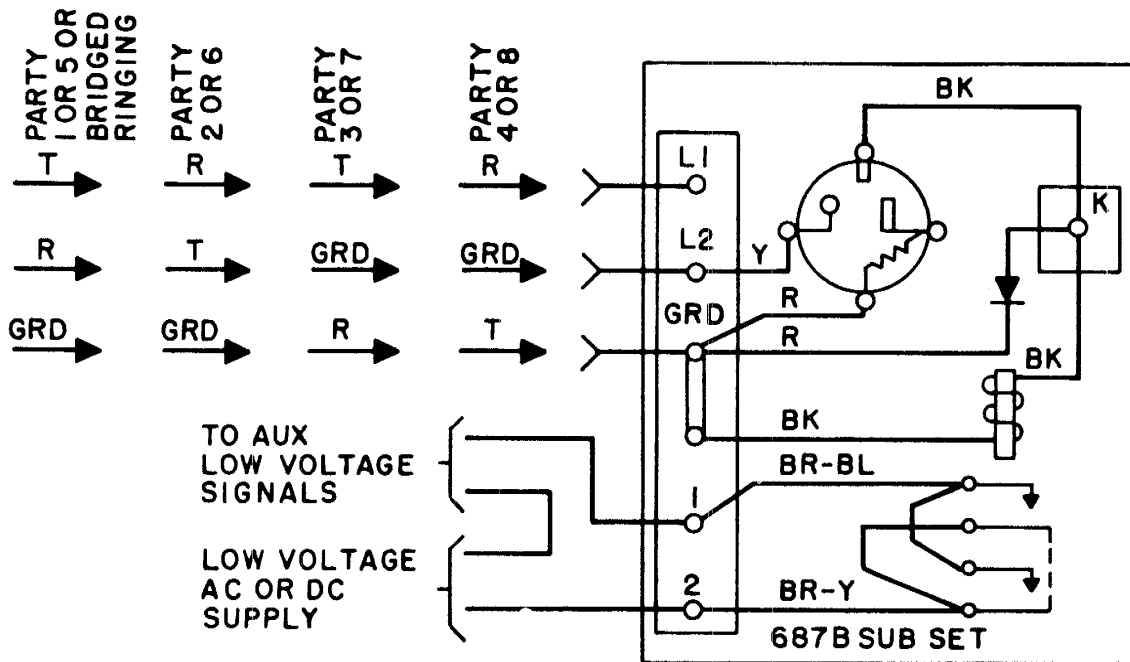 PARTY
1 OR 5 OR
BRIDGED
RINGING
PARTY
2 OR 6
PARTY
3 OR 7
PARTY
4 OR 8
T
R
T
R
R
T
GRD
GRD
GRD
GRD
R
T
L1
L2
GRD
1
2
Y
R
R
BK
K
BK
BK
BR-BL
BR-Y
TO AUX
LOW VOLTAGE
SIGNALS
LOW VOLTAGE
AC OR DC
SUPPLY
687B SUB SET